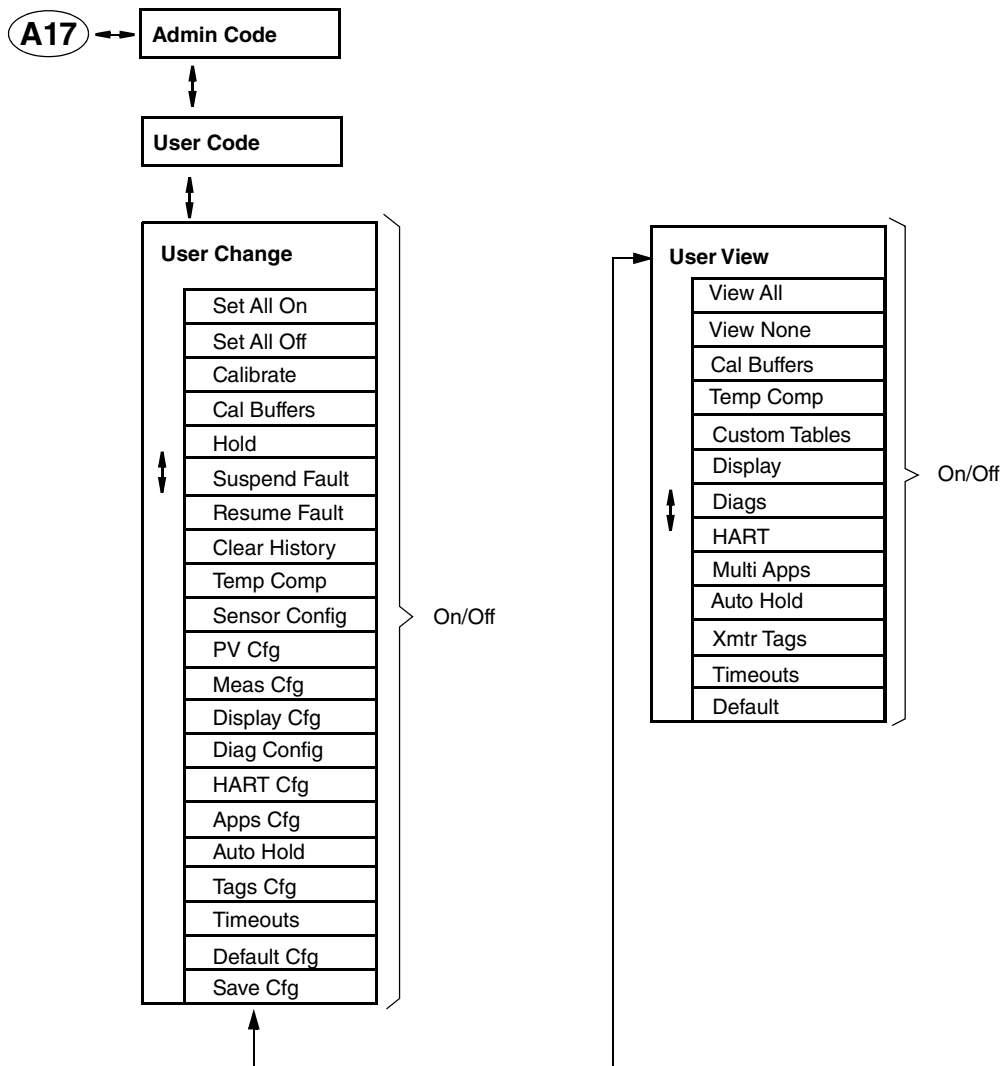 A17
Admin Code
User Code
User Change
Set All On
Set All Off
Calibrate
Cal Buffers
Hold
Suspend Fault
Resume Fault
Clear History
Temp Comp
Sensor Config
PV Cfg
Meas Cfg
Display Cfg
Diag Config
HART Cfg
Apps Cfg
Auto Hold
Tags Cfg
Timeouts
Default Cfg
Save Cfg
On/Off
User View
View All
View None
Cal Buffers
Temp Comp
Custom Tables
Display
Diags
HART
Multi Apps
Auto Hold
Xmtr Tags
Timeouts
Default
On/Off